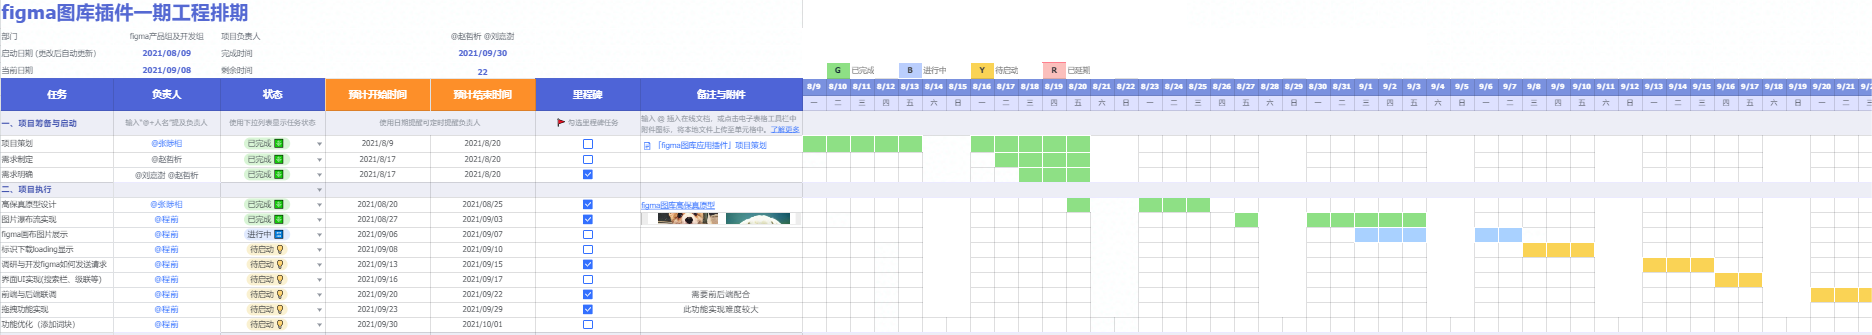 figma图库插件一期工程排期
部门 figma产品组及开发组 项目负责人 @赵哲析 @刘意澍
启动日期 (更改后自动更新) 2021/08/09 完成时间 2021/09/30
当前日期 2021/09/08 剩余时间 22
G 已完成 B 进行中 Y 待启动 R 已延期
任务 负责人 状态 预计开始时间 预计结束时间 里程碑 备注与附件
8/9 8/10 8/11 8/12 8/13 8/14 8/15 8/16 8/17 8/18 8/19 8/20 8/21 8/22 8/23 8/24 8/25 8/26 8/27 8/28 8/29 8/30 8/31 9/1 9/2 9/3 9/4 9/5 9/6 9/7 9/8 9/9 9/10 9/11 9/12 9/13 9/14 9/15 9/16 9/17 9/18 9/19 9/20 9/21
一 二 三 四 五 六 日 一 二 三 四 五 六 日 一 二 三 四 五 六 日 一 二 三 四 五 六 日 一 二 三 四 五 六 日 一 二 三 四 五 六 日 一 二
一、项目筹备与启动 输入"@+人名"提及负责人 使用下拉列表显示任务状态 使用日期提醒可定时提醒负责人 勾选里程碑任务 输入 @ 插入在线文档，或点击电子表格工具栏中
附件图标，将本地文件上传至单元格中。了解更多
项目策划 @张陟相 已完成 2021/8/9 2021/8/20 「figma图库应用插件」项目策划
需求制定 @赵哲析 已完成 2021/8/17 2021/8/20
需求明确 @刘意澍 @赵哲析 已完成 2021/8/17 2021/8/20
二、项目执行
高保真原型设计 @张陟相 已完成 2021/08/20 2021/08/25 figma图库高保真原型
图片瀑布流实现 @程前 已完成 2021/08/27 2021/09/03
figma画布图片展示 @程前 进行中 2021/09/06 2021/09/07
标识下载loading显示 @程前 待启动 2021/09/08 2021/09/10
调研与开发figma如何发送请求 @程前 待启动 2021/09/13 2021/09/15
界面UI实现(搜索栏、级联等) @程前 待启动 2021/09/16 2021/09/17
前端与后端联调 @程前 待启动 2021/09/20 2021/09/22 需要前后端配合
拖拽功能实现 @程前 待启动 2021/09/23 2021/09/29 此功能实现难度较大
功能优化（添加词块） @程前 待启动 2021/09/30 2021/10/01